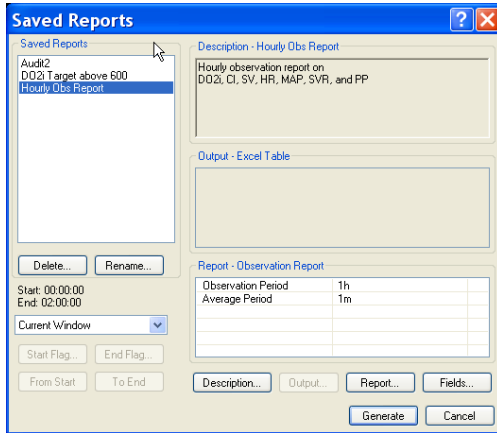 Saved Reports
Saved Reports
Audit2
DO2i Target above 600
Hourly Obs Report
Delete...
Rename...
Start: 00:00:00
End: 02:00:00
Current Window
Start Flag...
End Flag...
From Start
To End
Description - Hourly Obs Report
Hourly observation report on
DO2i, CI, SV, HR, MAP, SVR, and PP
Output - Excel Table
Report - Observation Report
Observation Period 1h
Average Period 1m
Description...
Output...
Report...
Fields...
Generate
Cancel